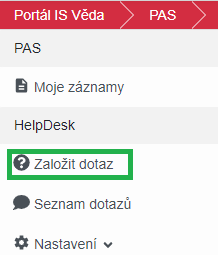 Portál IS Věda PAS
PAS
Moje záznamy
HelpDesk
Založit dotaz
Seznam dotazů
Nastavení